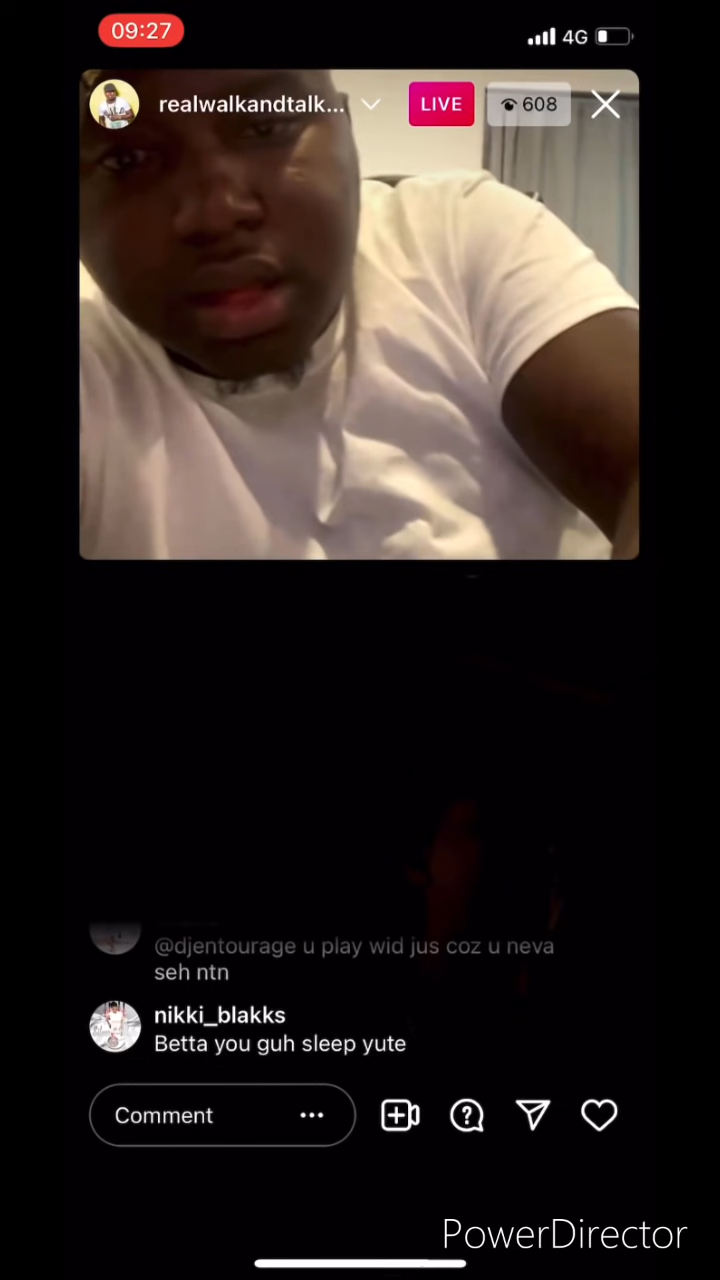 09:27
4G
realwalkandtalk...
LIVE
608
@djentourage u play wid jus coz u neva
seh ntn
nikki_blakks
Betta you guh sleep yute
Comment
PowerDirector